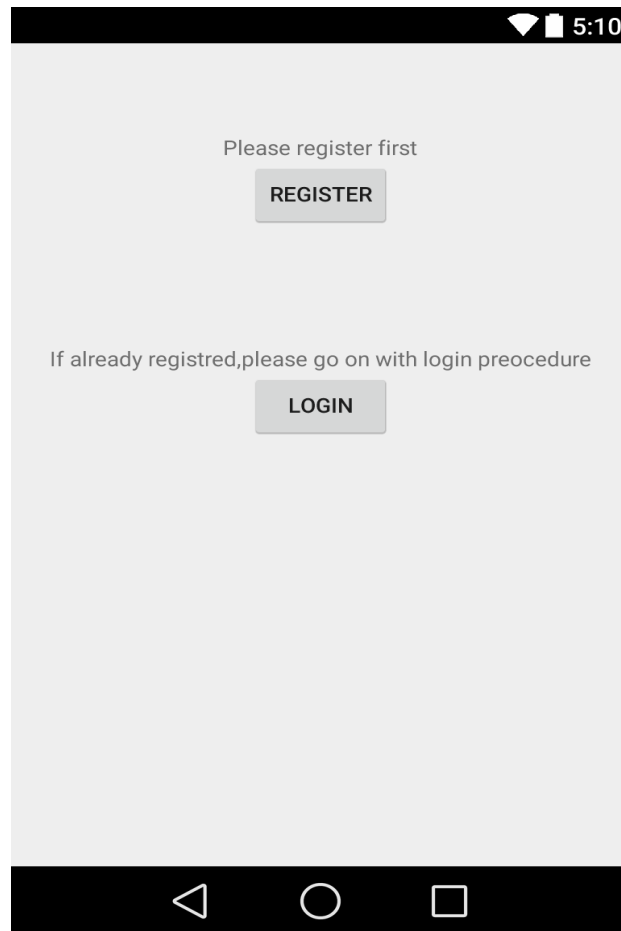 5:10
Please register first
REGISTER
If already registred,please go on with login preocedure
LOGIN